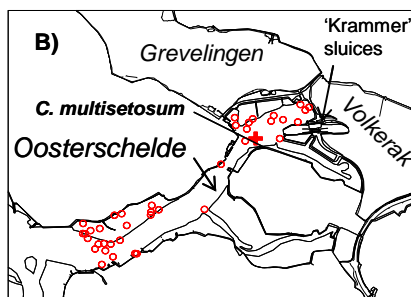 B)
Grevelingen
'Krammer'
sluices
C. multisetosum
Volkerak
Oosterschelde